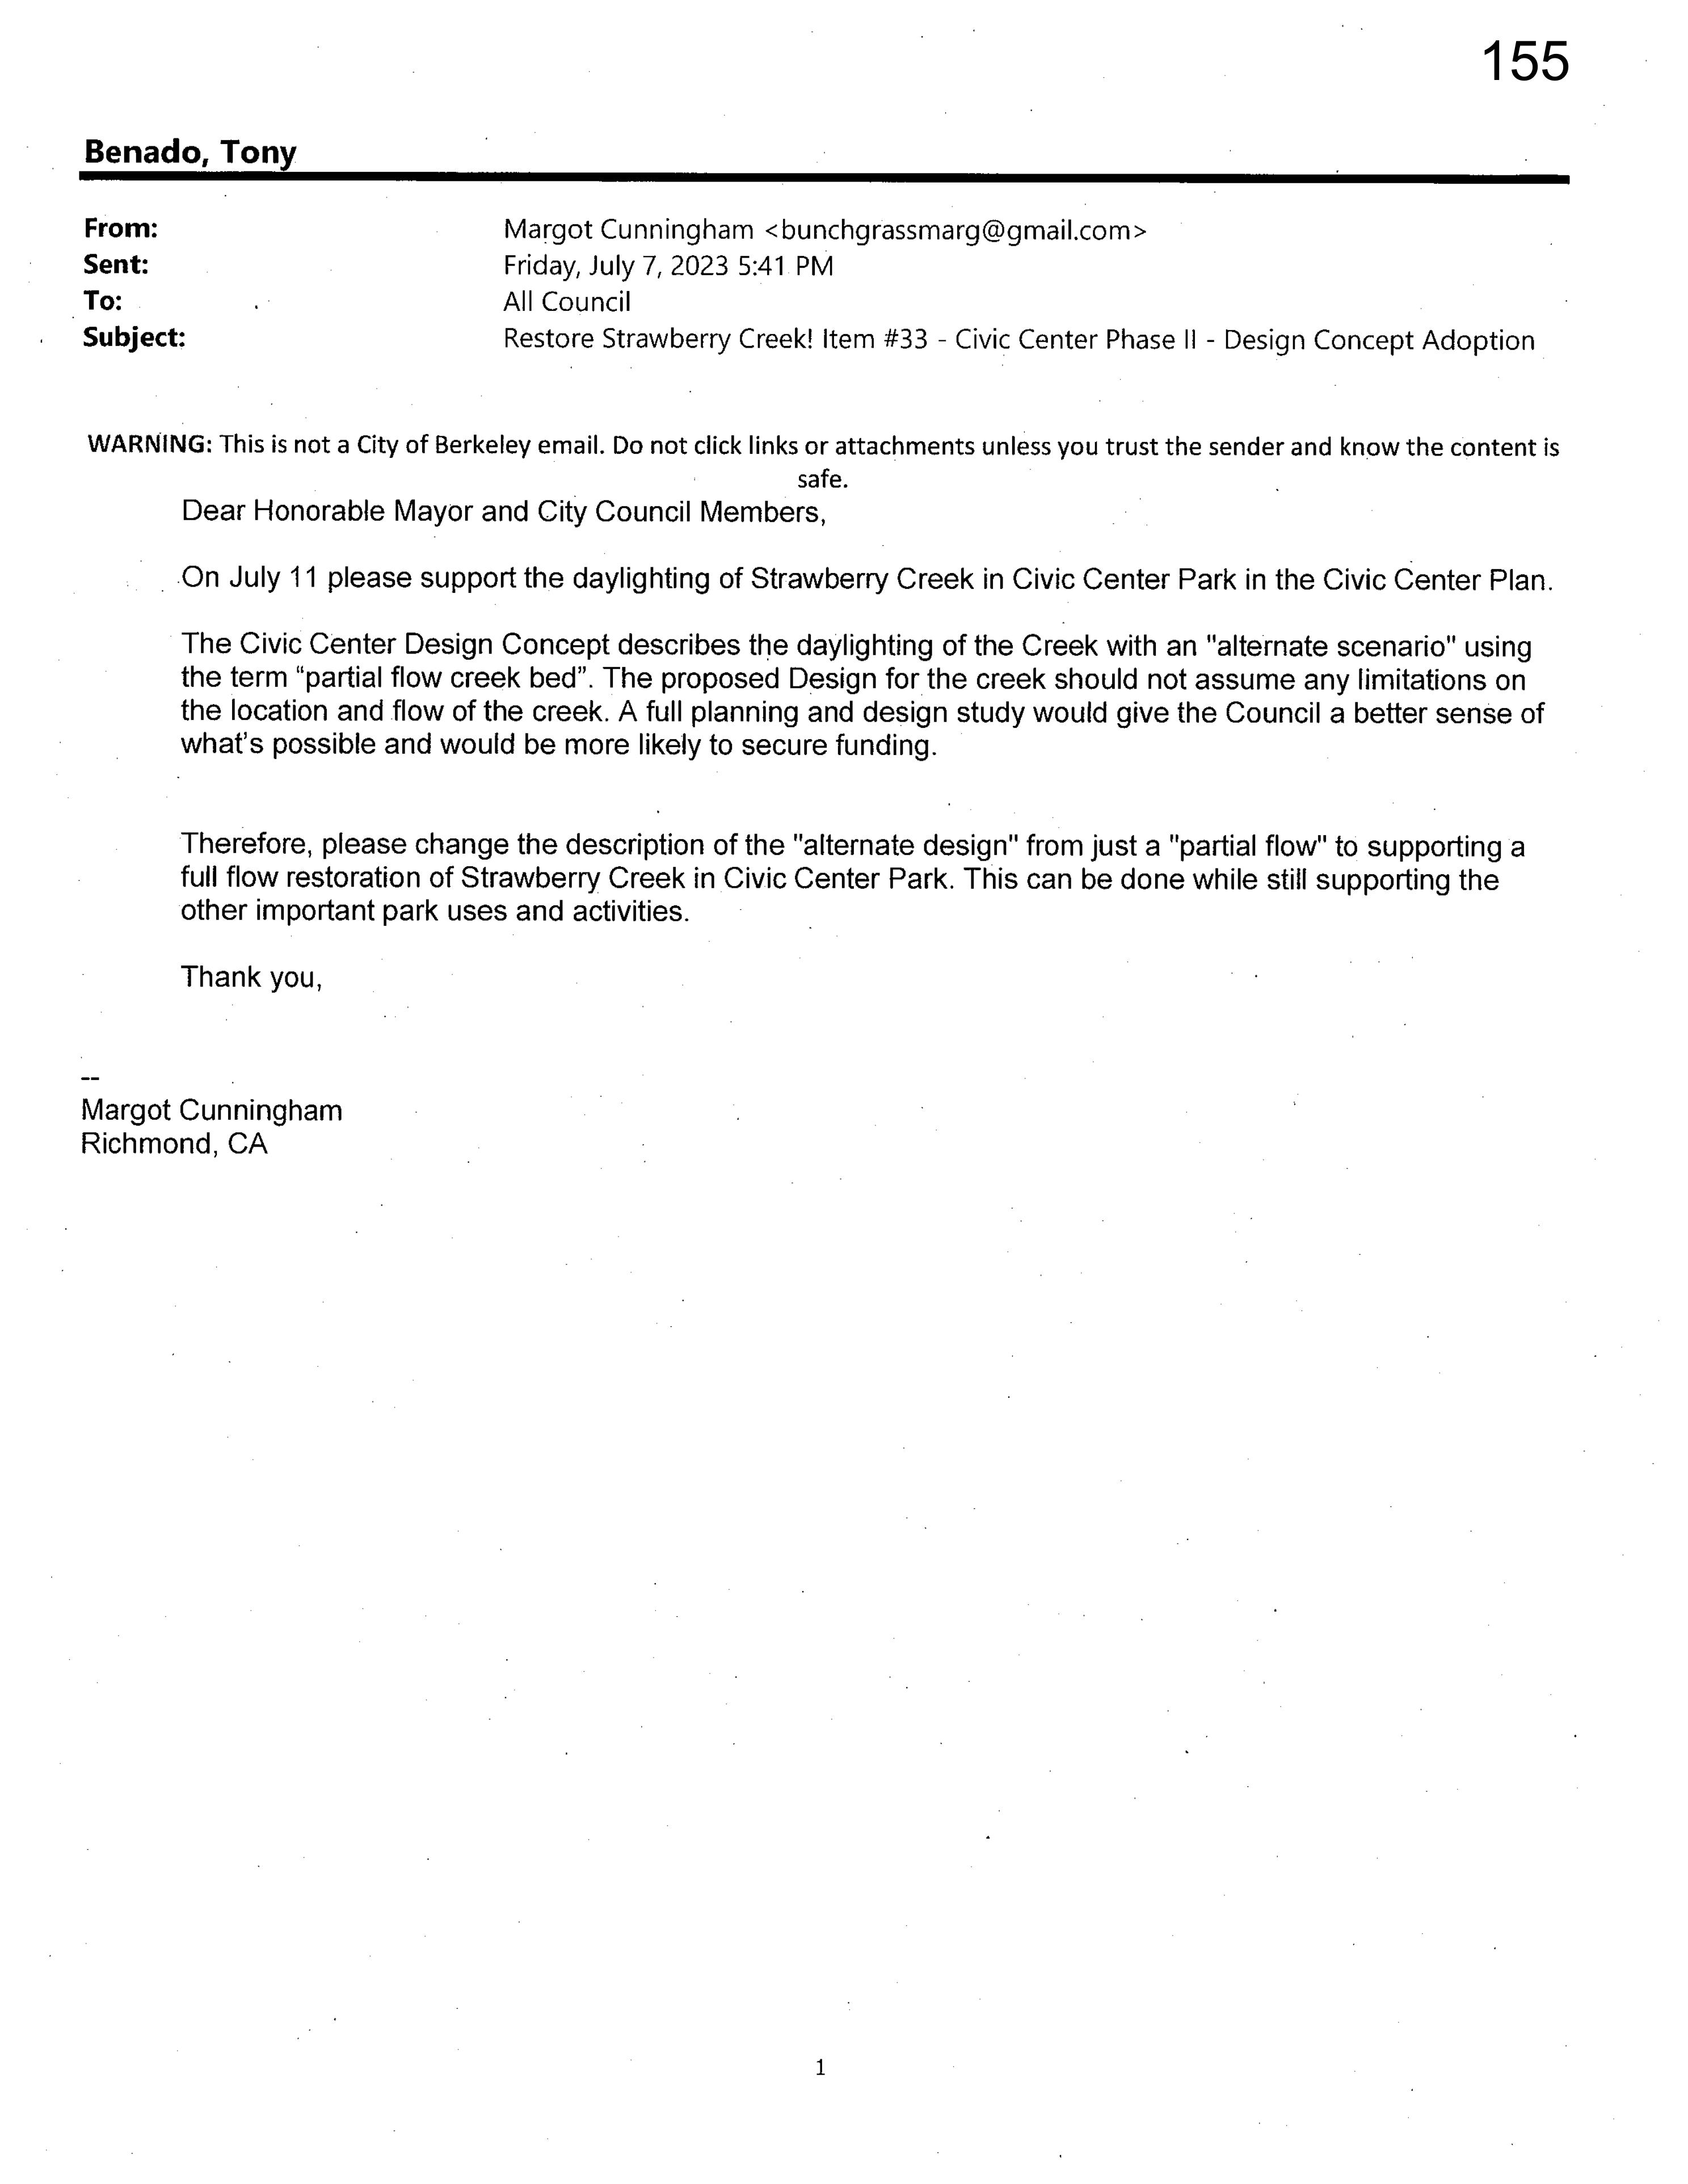 155
Benado, Tony
From: Margot Cunningham <bunchgrassmarg@gmail.com>
Sent: Friday, July 7, 2023 5:41 PM
To: All Council
Subject: Restore Strawberry Creek! Item #33 - Civic Center Phase II - Design Concept Adoption
WARNING: This is not a City of Berkeley email. Do not click links or attachments unless you trust the sender and know the content is
safe.
Dear Honorable Mayor and City Council Members,
On July 11 please support the daylighting of Strawberry Creek in Civic Center Park in the Civic Center Plan.
The Civic Center Design Concept describes the daylighting of the Creek with an "alternate scenario" using
the term “partial flow creek bed”. The proposed Design for the creek should not assume any limitations on
the location and flow of the creek. A full planning and design study would give the Council a better sense of
what's possible and would be more likely to secure funding.
Therefore, please change the description of the "alternate design" from just a "partial flow" to supporting a
full flow restoration of Strawberry Creek in Civic Center Park. This can be done while still supporting the
other important park uses and activities.
Thank you,
--
Margot Cunningham
Richmond, CA
1